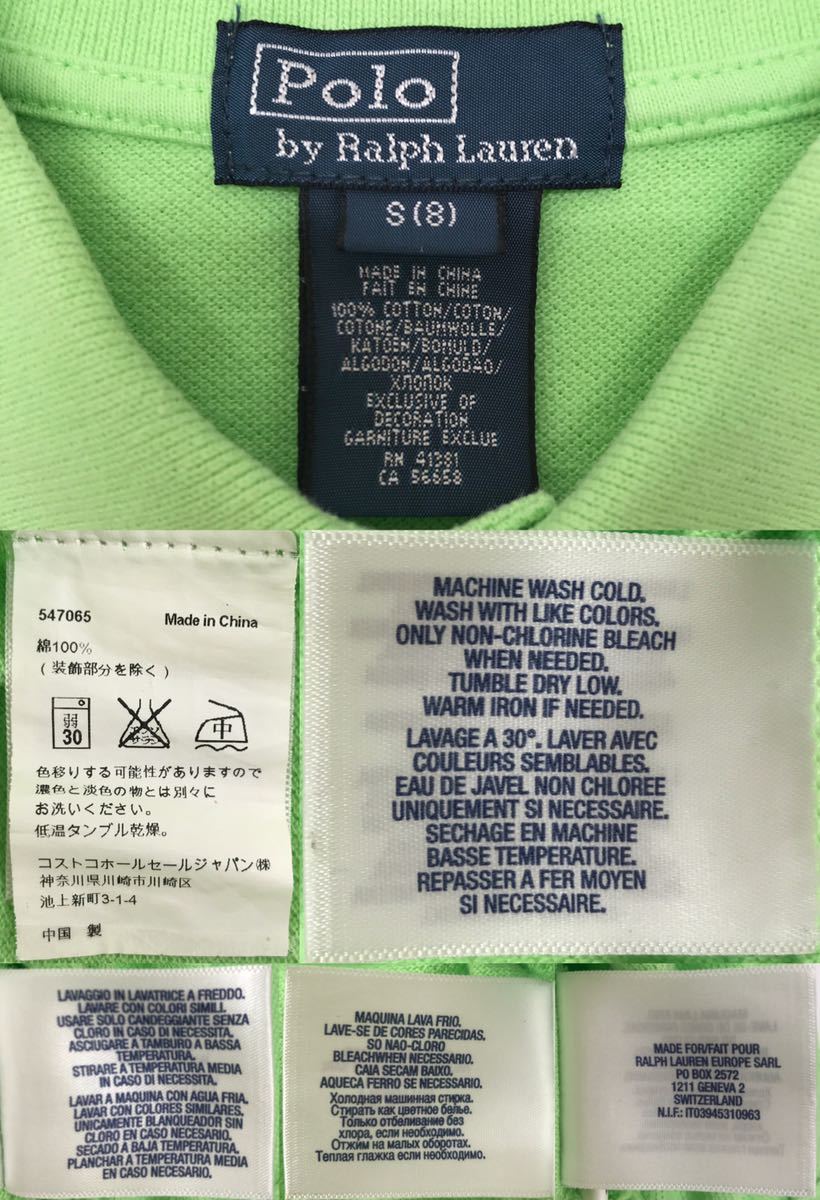 Polo
by Ralph Lauren
S(8)
MADE IN CHINA
FAIT EN CHINE
100% COTTON/COTON/
COTONE/BAUMWOLLE/
KATOEN/BOMULD/
ALGODON/ALGODAO/
ХЛОПОК
EXCLUSIVE OF
DECORATION
GARNITURE EXCLUE
RN 41381
CA 56658
547065 Made in China
綿100%
(装飾部分を除く)
弱
30
エンソ
サラシ
中
色移りする可能性がありますので
濃色と淡色の物とは別々に
お洗いください。
低温タンブル乾燥。
コストコホールセールジャパン㈱
神奈川県川崎市川崎区
池上新町3-1-4
中国 製
MACHINE WASH COLD.
WASH WITH LIKE COLORS.
ONLY NON-CHLORINE BLEACH
WHEN NEEDED.
TUMBLE DRY LOW.
WARM IRON IF NEEDED.
LAVAGE A 30°. LAVER AVEC
COULEURS SEMBLABLES.
EAU DE JAVEL NON CHLOREE
UNIQUEMENT SI NECESSAIRE.
SECHAGE EN MACHINE
BASSE TEMPERATURE.
REPASSER A FER MOYEN
SI NECESSAIRE.
LAVAGGIO IN LAVATRICE A FREDDO.
LAVARE CON COLORI SIMILI.
USARE SOLO CANDEGGIANTE SENZA
CLORO IN CASO DI NECESSITA.
ASCIUGARE A TAMBURO A BASSA
TEMPERATURA.
STIRARE A TEMPERATURA MEDIA
IN CASO DI NECESSITA.
LAVAR A MAQUINA CON AGUA FRIA.
LAVAR CON COLORES SIMILARES.
UNICAMENTE BLANQUEADOR SIN
CLORO EN CASO NECESARIO.
SECADO A BAJA TEMPERATURA.
PLANCHAR A TEMPERATURA MEDIA
EN CASO NECESARIO.
MAQUINA LAVA FRIO.
LAVE-SE DE CORES PARECIDAS.
SO NAO-CLORO
BLEACHWHEN NECESSARIO.
CAIA SECAM BAIXO.
AQUECA FERRO SE NECESSARIO.
Холодная машинная стирка.
Стирать как цветное белье.
Только отбеливание без
хлора, если необходимо.
Отжим на малых оборотах.
Теплая глажка если необходимо.
MADE FOR/FAIT POUR
RALPH LAUREN EUROPE SARL
PO BOX 2572
1211 GENEVA 2
SWITZERLAND
N.I.F.: IT03945310963